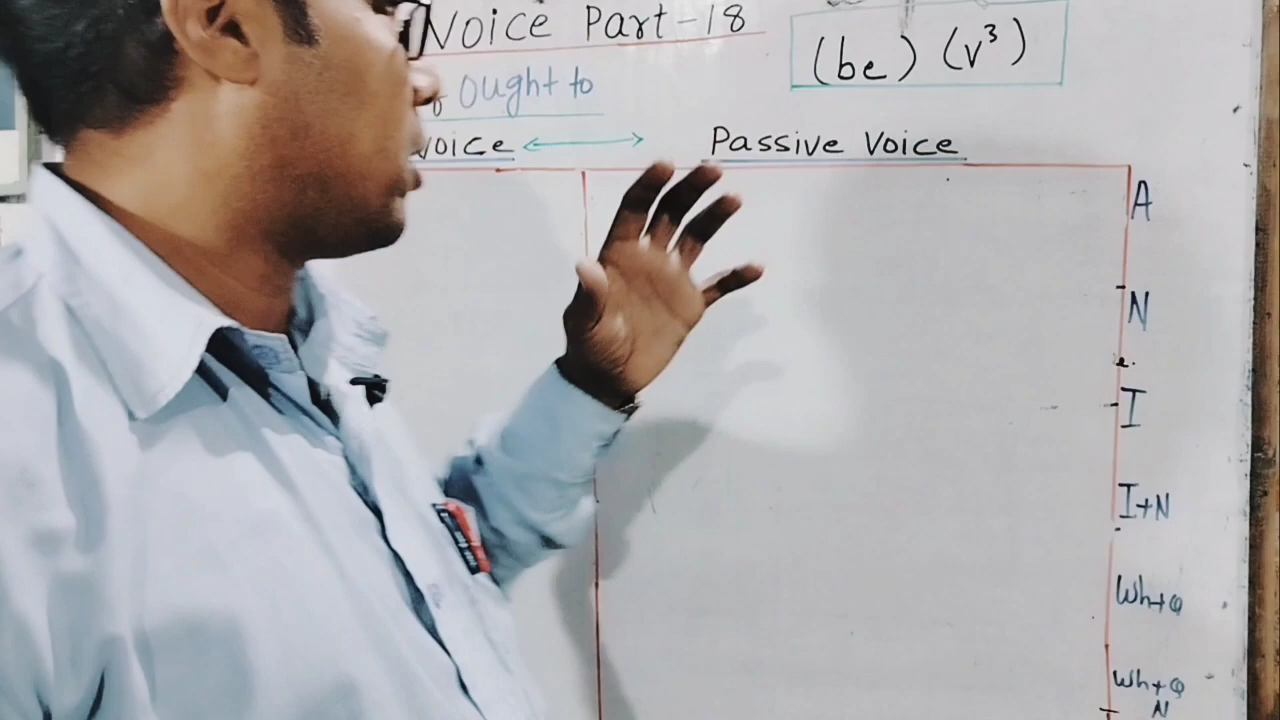 Voice Part-18
(be) (v³)
Ought to
voice ⟷ Passive Voice
A
N
I
I+N
Wh+Q
Wh+Q
N